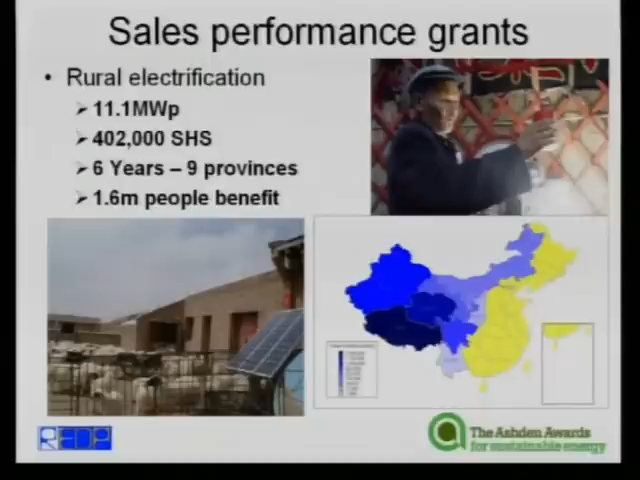 Sales performance grants
• Rural electrification
➢ 11.1MWp
➢ 402,000 SHS
➢ 6 Years – 9 provinces
➢ 1.6m people benefit
REDP
The Ashden Awards
for sustainable energy